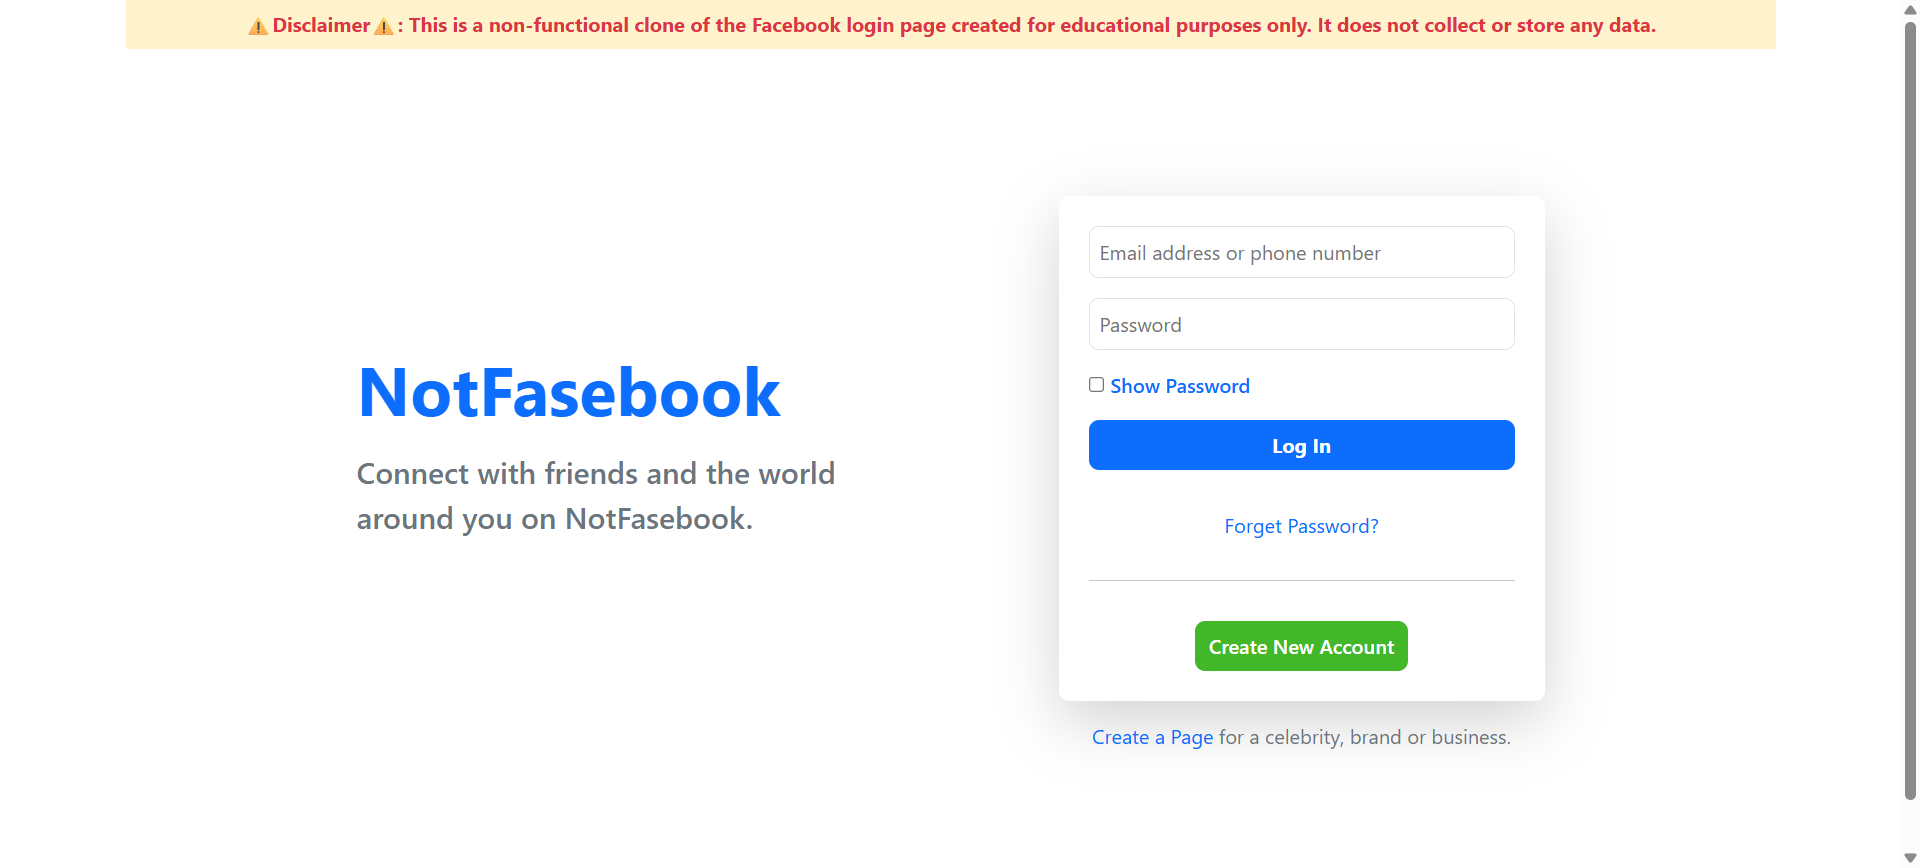 ⚠️Disclaimer⚠️: This is a non-functional clone of the Facebook login page created for educational purposes only. It does not collect or store any data.
NotFasebook
Connect with friends and the world
around you on NotFasebook.
Email address or phone number
Password
Show Password
Log In
Forget Password?
Create New Account
Create a Page for a celebrity, brand or business.